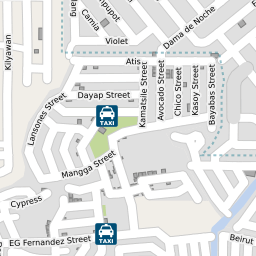 Kilyawan
Camia
Pupot
Dama de Noche
Violet
Atis
Lansones Street
Dayap Street
Kamatsile Street
Avocado Street
Chico Street
Kasoy Street
Bayabas Street
TAXI
Mangga Street
Cypress
EG Fernandez Street
TAXI
Beirut